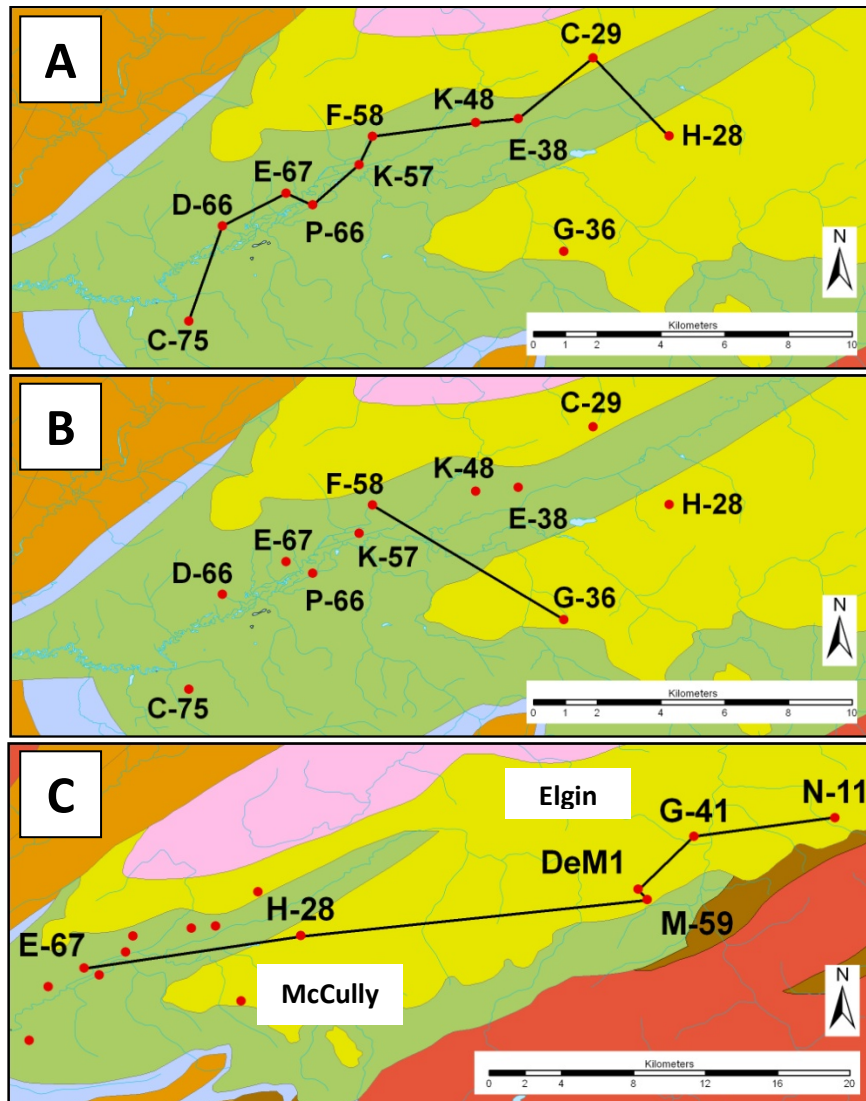 A
C-29
K-48
F-58
H-28
E-38
E-67
K-57
D-66
P-66
G-36
N
C-75
Kilometers
0 1 2 4 6 8 10
B
C-29
K-48
F-58
H-28
E-38
E-67
K-57
D-66
P-66
G-36
N
C-75
Kilometers
0 1 2 4 6 8 10
C
Elgin
N-11
G-41
DeM1
H-28
M-59
E-67
McCully
N
Kilometers
0 2 4 8 12 16 20